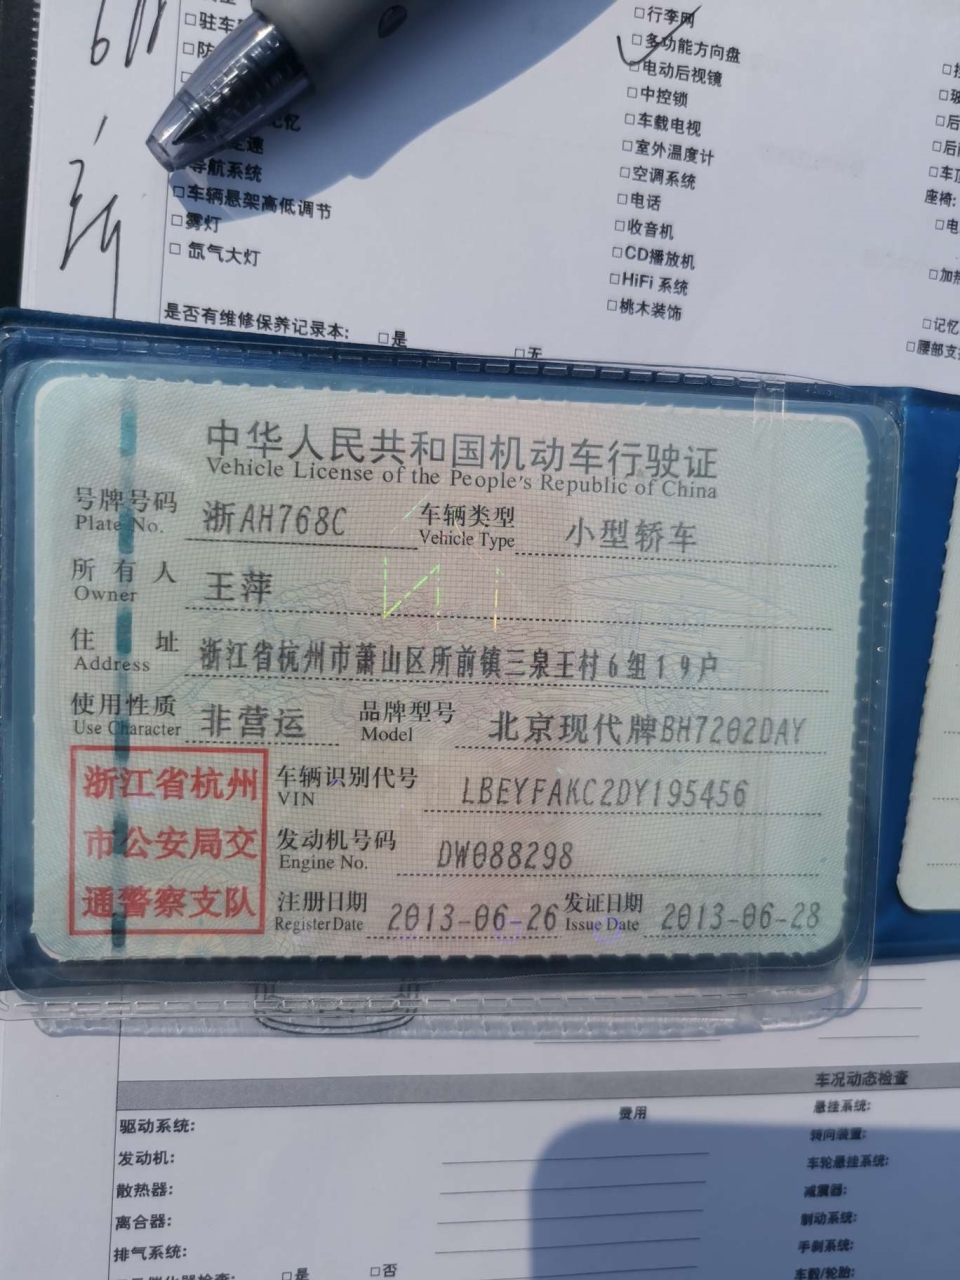 □驻车
□行李网
□多功能方向盘
□电动后视镜
□中控锁
□车载电视
□室外温度计
□空调系统
□电话
□收音机
□CD播放机
□HiFi 系统
□桃木装饰
导航系统
□车辆悬架高低调节
□雾灯
□ 氙气大灯
座椅:
□记忆
是否有维修保养记录本: □是 □无
中华人民共和国机动车行驶证
Vehicle License of the People's Republic of China
号牌号码 浙AH768C 车辆类型 小型轿车
Plate No. Vehicle Type
所有人 王萍
Owner
住址 浙江省杭州市萧山区所前镇三泉王村6组19户
Address
使用性质 非营运 品牌型号 北京现代牌BH7202DAY
Use Character Model
浙江省杭州
市公安局交
通警察支队
车辆识别代号 LBEYFAKC2DY195456
VIN
发动机号码 DW088298
Engine No.
注册日期 2013-06-26 发证日期 2013-06-28
Register Date Issue Date
车况动态检查
驱动系统: 费用
发动机:
散热器:
离合器:
排气系统:
□是 □否
悬挂系统:
转向装置:
车轮悬挂系统:
减震器:
制动系统:
手刹系统:
车毂/轮胎: